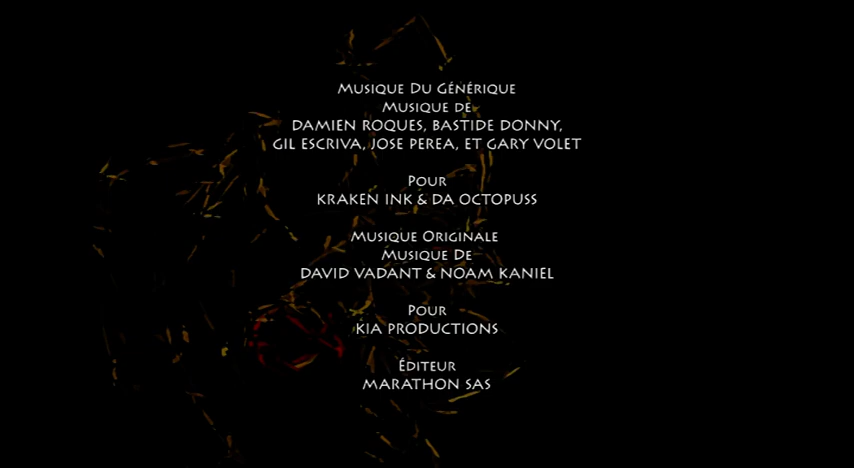 Musique Du Générique
Musique de
DAMIEN ROQUES, BASTIDE DONNY,
GIL ESCRIVA, JOSE PEREA, ET GARY VOLET
Pour
KRAKEN INK & DA OCTOPUSS
Musique Originale
Musique De
DAVID VADANT & NOAM KANIEL
Pour
KIA PRODUCTIONS
Éditeur
MARATHON SAS